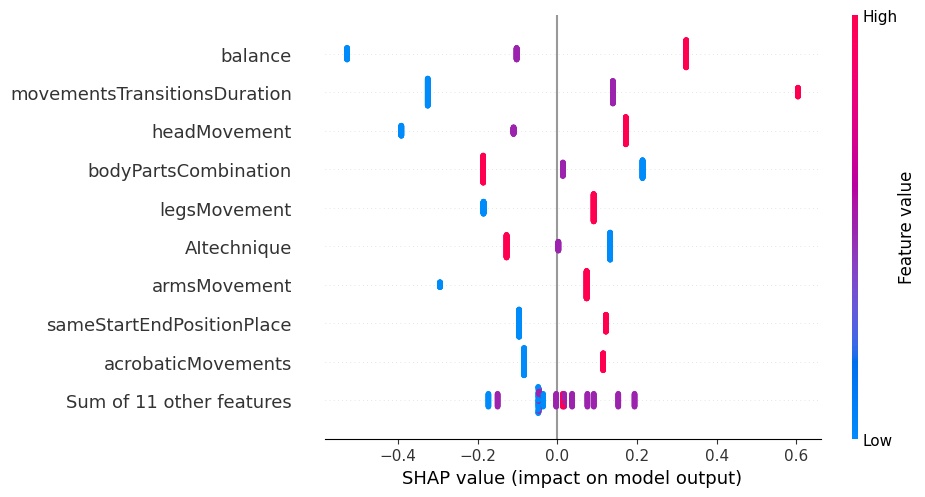 High
balance
movementsTransitionsDuration
headMovement
bodyPartsCombination
legsMovement
AItechnique
armsMovement
sameStartEndPositionPlace
acrobaticMovements
Sum of 11 other features
Feature value
Low
−0.4 −0.2 0.0 0.2 0.4 0.6
SHAP value (impact on model output)